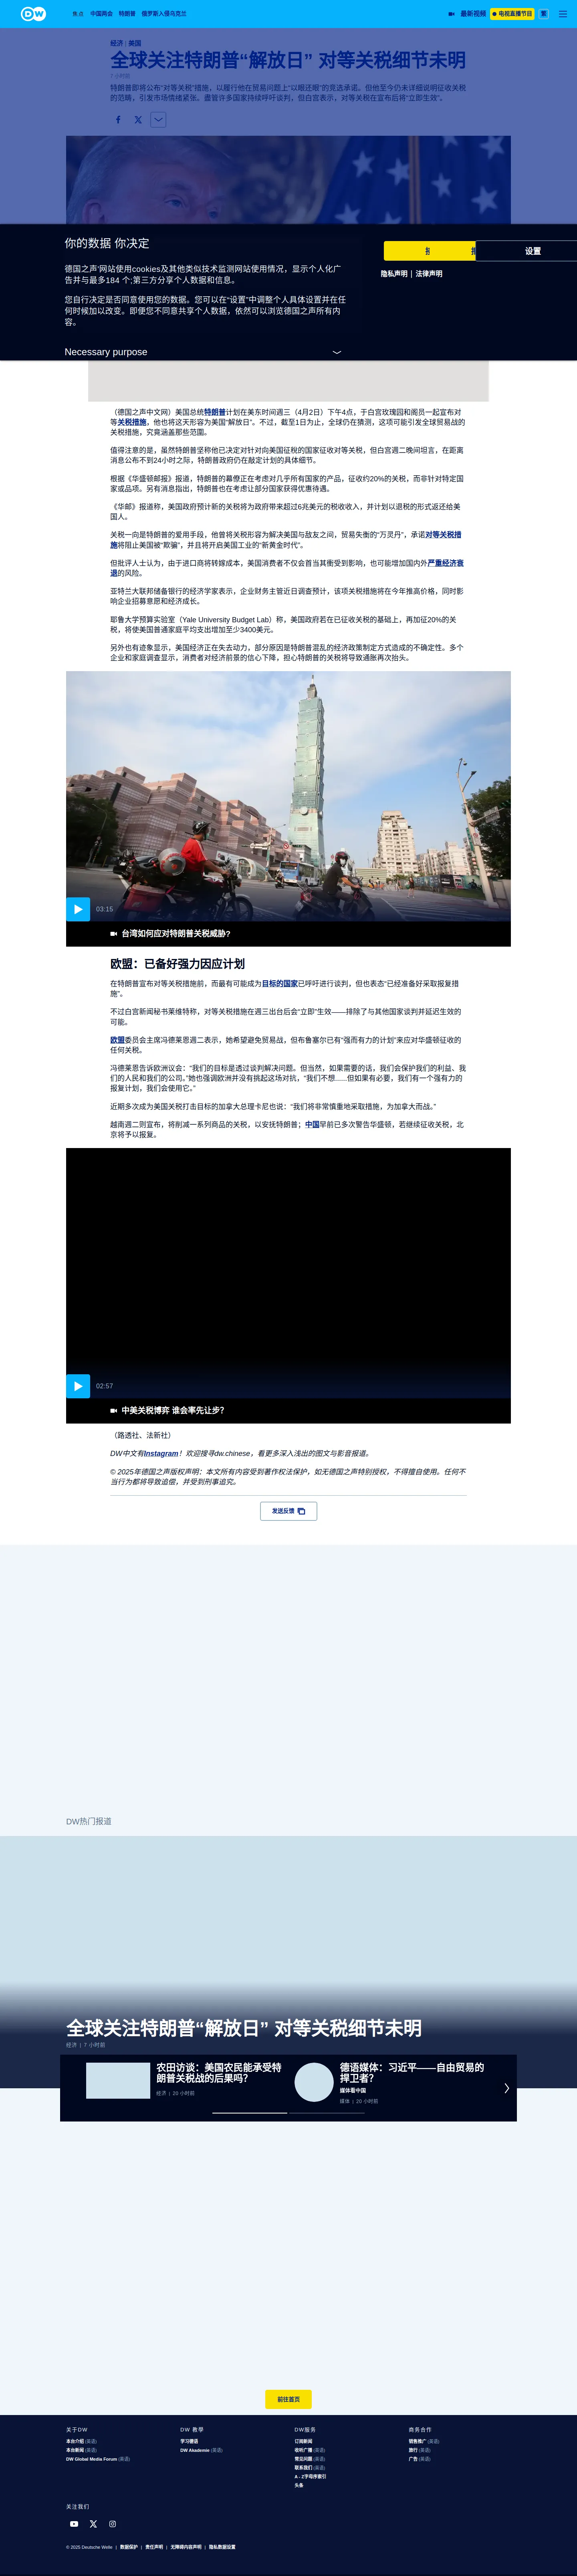 DW
焦点 中国两会 特朗普 俄罗斯入侵乌克兰
最新视频 电视直播节目 繁
经济 | 美国
全球关注特朗普“解放日” 对等关税细节未明
7 小时前
特朗普即将公布“对等关税”措施，以履行他在贸易问题上“以眼还眼”的竞选承诺。但他至今仍未详细说明征收关税
的范畴，引发市场情绪紧张。盡管许多国家持续呼吁谈判，但白宫表示，对等关税在宣布后将“立即生效”。
你的数据 你决定
设置
德国之声'网站使用cookies及其他类似技术监测网站使用情况，显示个人化广
告并与最多184 个;第三方分享个人数据和信息。
隐私声明 | 法律声明
您自行决定是否同意使用您的数据。您可以在“设置”中调整个人具体设置并在任
何时候加以改变。即便您不同意共享个人数据，依然可以浏览德国之声所有内
容。
Necessary purpose
（德国之声中文网）美国总统特朗普计划在美东时间週三（4月2日）下午4点，于白宫玫瑰园和阁员一起宣布对
等关税措施，他也将这天形容为美国“解放日”。不过，截至1日为止，全球仍在猜测，这项可能引发全球贸易战的
关税措施，究竟涵盖那些范围。
值得注意的是，虽然特朗普坚称他已决定对针对向美国征税的国家征收对等关税，但白宫週二晚间坦言，在距离
消息公布不到24小时之际，特朗普政府仍在敲定计划的具体细节。
根据《华盛顿邮报》报道，特朗普的幕僚正在考虑对几乎所有国家的产品，征收约20%的关税，而非针对特定国
家或品项。另有消息指出，特朗普也在考虑让部分国家获得优惠待遇。
《华邮》报道称，美国政府预计新的关税将为政府带来超过6兆美元的税收收入，并计划以退税的形式返还给美
国人。
关税一向是特朗普的爱用手段，他曾将关税形容为解决美国与敌友之间，贸易失衡的“万灵丹”，承诺对等关税措
施将阻止美国被“欺骗”，并且将开启美国工业的“新黄金时代”。
但批评人士认为，由于进口商将转嫁成本，美国消费者不仅会首当其衝受到影响，也可能增加国内外严重经济衰
退的风险。
亚特兰大联邦储备银行的经济学家表示，企业财务主管近日调查预计，该项关税措施将在今年推高价格，同时影
响企业招募意愿和经济成长。
耶鲁大学预算实验室（Yale University Budget Lab）称，美国政府若在已征收关税的基础上，再加征20%的关
税，将使美国普通家庭平均支出增加至少3400美元。
另外也有迹象显示，美国经济正在失去动力，部分原因是特朗普混乱的经济政策制定方式造成的不确定性。多个
企业和家庭调查显示，消费者对经济前景的信心下降，担心特朗普的关税将导致通胀再次抬头。
03:15
台湾如何应对特朗普关税威胁?
欧盟：已备好强力因应计划
在特朗普宣布对等关税措施前，而最有可能成为目标的国家已呼吁进行谈判，但也表态“已经准备好采取报复措
施”。
不过白宫新闻秘书莱维特称，对等关税措施在週三出台后会“立即”生效——排除了与其他国家谈判并延迟生效的
可能。
欧盟委员会主席冯德莱恩週二表示，她希望避免贸易战，但布鲁塞尔已有“强而有力的计划”来应对华盛顿征收的
任何关税。
冯德莱恩告诉欧洲议会：“我们的目标是透过谈判解决问题。但当然，如果需要的话，我们会保护我们的利益、我
们的人民和我们的公司。”她也强调欧洲并没有挑起这场对抗，“我们不想......但如果有必要，我们有一个强有力的
报复计划，我们会使用它。”
近期多次成为美国关税打击目标的加拿大总理卡尼也说：“我们将非常慎重地采取措施，为加拿大而战。”
越南週二则宣布，将削减一系列商品的关税，以安抚特朗普；中国早前已多次警告华盛顿，若继续征收关税，北
京将予以报复。
02:57
中美关税博弈 谁会率先让步?
（路透社、法新社）
DW中文有Instagram！欢迎搜寻dw.chinese，看更多深入浅出的图文与影音报道。
© 2025年德国之声版权声明：本文所有内容受到著作权法保护，如无德国之声特别授权，不得擅自使用。任何不
当行为都将导致追偿，并受到刑事追究。
发送反馈
DW热门报道
全球关注特朗普“解放日” 对等关税细节未明
经济 | 7 小时前
农田访谈：美国农民能承受特
朗普关税战的后果吗?
经济 | 20 小时前
德语媒体：习近平——自由贸易的
捍卫者?
媒体看中国
媒体 | 20 小时前
前往首页
关于DW
本台介绍 (英语)
本台新闻 (英语)
DW Global Media Forum (英语)
DW 教學
学习德语
DW Akademie (英语)
DW服务
订阅新闻
收听广播 (英语)
常见问题 (英语)
联系我们 (英语)
A - Z字母序索引
头条
商务合作
销售推广 (英语)
旅行 (英语)
广告 (英语)
关注我们
© 2025 Deutsche Welle | 数据保护 | 责任声明 | 无障碍内容声明 | 隐私数据设置